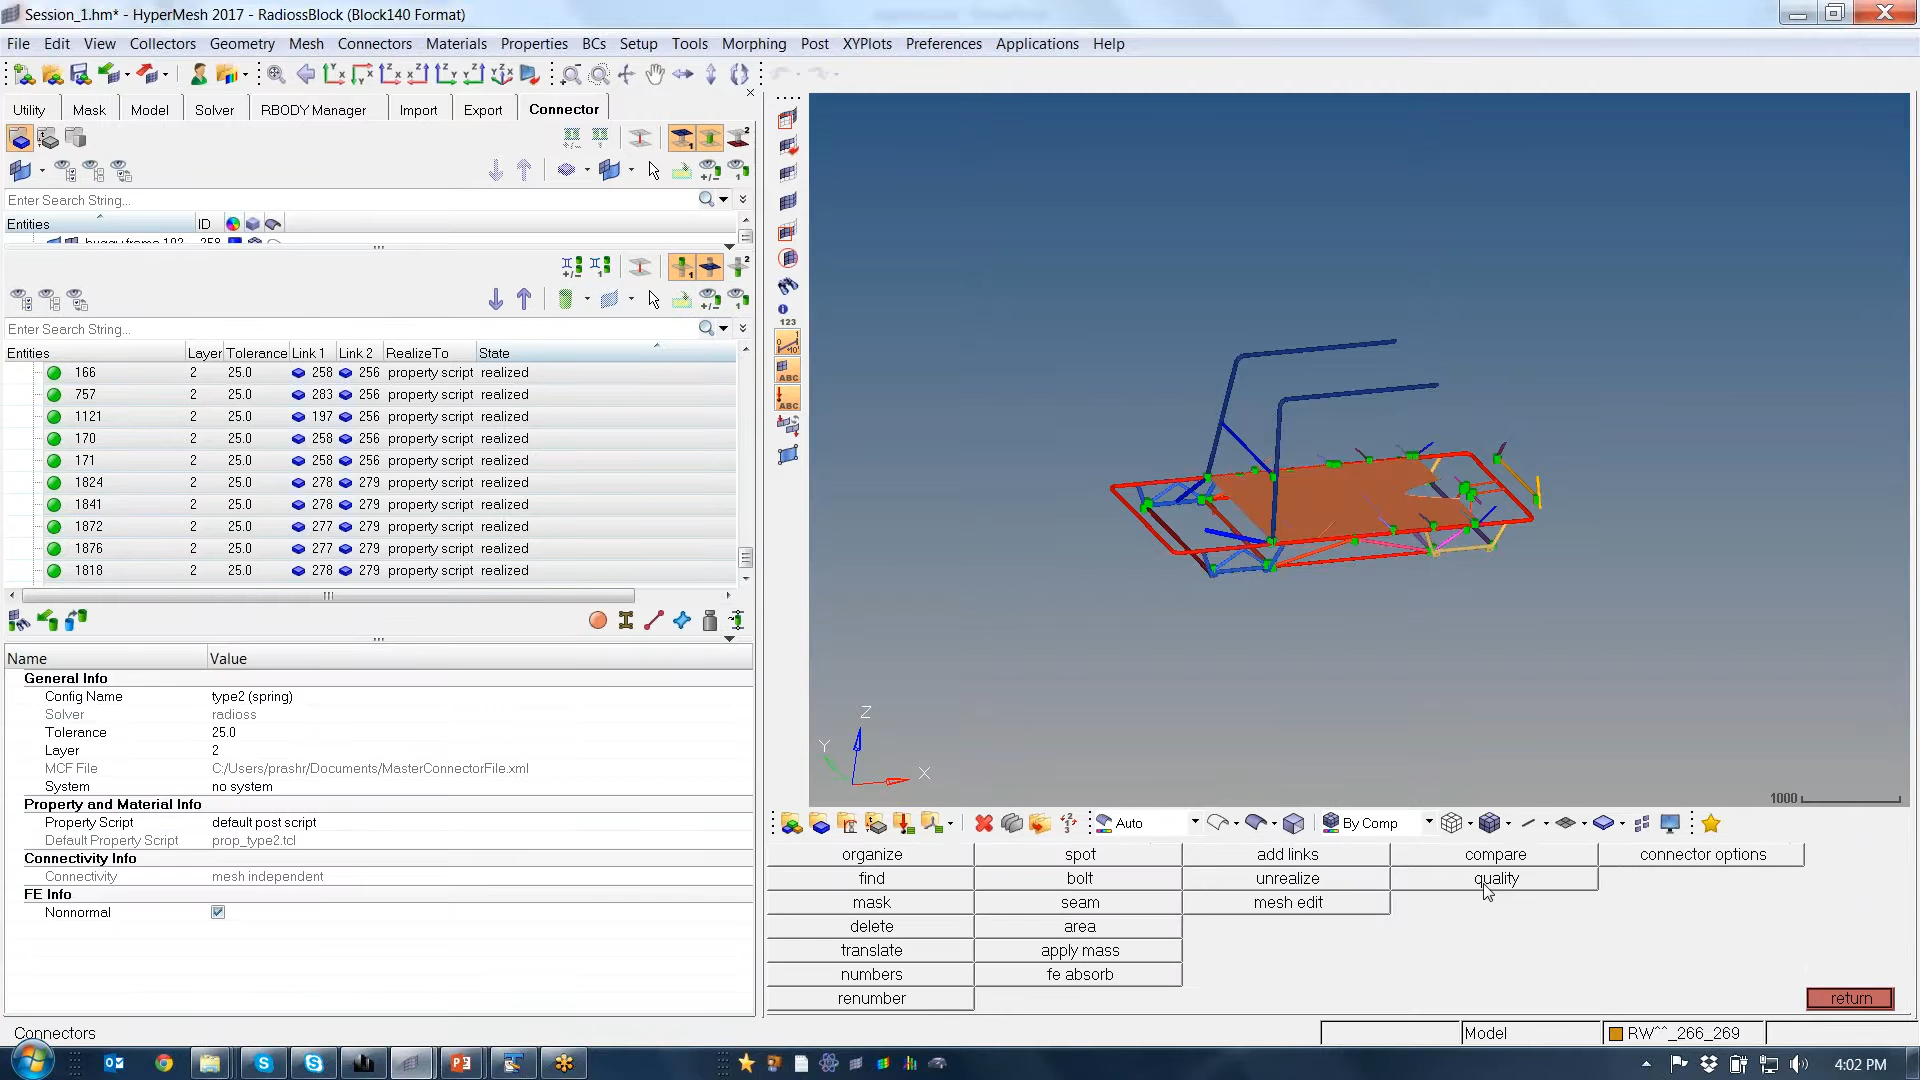 Session_1.hm* - HyperMesh 2017 - RadiossBlock (Block140 Format)
File Edit View Collectors Geometry Mesh Connectors Materials Properties BCs Setup Tools Morphing Post XYPlots Preferences Applications Help
Utility Mask Model Solver RBODY Manager Import Export Connector
Enter Search String...
Entities ID
buggy frame 102 258
Enter Search String...
Entities Layer Tolerance Link 1 Link 2 RealizeTo State
166 2 25.0 258 256 property script realized
757 2 25.0 283 256 property script realized
1121 2 25.0 197 256 property script realized
170 2 25.0 258 256 property script realized
171 2 25.0 258 256 property script realized
1824 2 25.0 278 279 property script realized
1841 2 25.0 278 279 property script realized
1872 2 25.0 277 279 property script realized
1876 2 25.0 277 279 property script realized
1818 2 25.0 278 279 property script realized
Name Value
General Info
Config Name type2 (spring)
Solver radioss
Tolerance 25.0
Layer 2
MCF File C:/Users/prashr/Documents/MasterConnectorFile.xml
System no system
Property and Material Info
Property Script default post script
Default Property Script prop_type2.tcl
Connectivity Info
Connectivity mesh independent
FE Info
Nonnormal
123
ABC
ABC
Z
Y
X
1000
Auto By Comp
organize spot add links compare connector options
find bolt unrealize quality
mask seam mesh edit
delete area
translate apply mass
numbers fe absorb
renumber
return
Connectors Model RW^^_266_269
4:02 PM